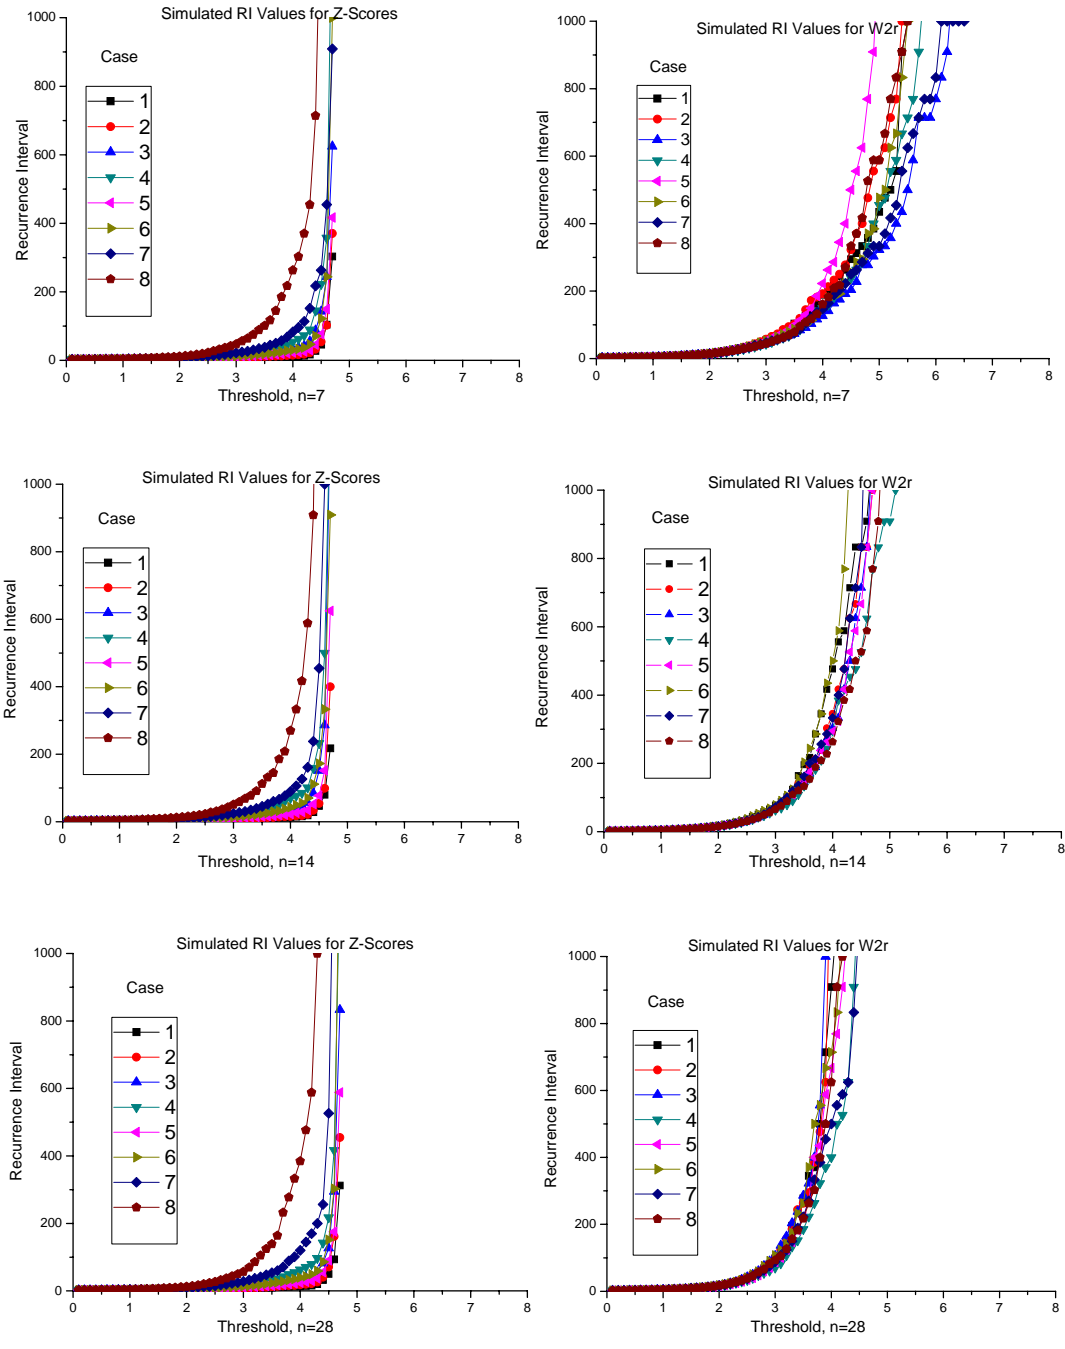 Simulated RI Values for Z-Scores
Recurrence Interval
1000
800
600
400
200
0
Case
1
2
3
4
5
6
7
8
0 1 2 3 4 5 6 7 8
Threshold, n=7
Simulated RI Values for W2r
Recurrence Interval
1000
800
600
400
200
0
Case
1
2
3
4
5
6
7
8
0 1 2 3 4 5 6 7 8
Threshold, n=7
Simulated RI Values for Z-Scores
Recurrence Interval
1000
800
600
400
200
0
Case
1
2
3
4
5
6
7
8
0 1 2 3 4 5 6 7 8
Threshold, n=14
Simulated RI Values for W2r
Recurrence Interval
1000
800
600
400
200
0
Case
1
2
3
4
5
6
7
8
0 1 2 3 4 5 6 7 8
Threshold, n=14
Simulated RI Values for Z-Scores
Recurrence Interval
1000
800
600
400
200
0
Case
1
2
3
4
5
6
7
8
0 1 2 3 4 5 6 7 8
Threshold, n=28
Simulated RI Values for W2r
Recurrence Interval
1000
800
600
400
200
0
Case
1
2
3
4
5
6
7
8
0 1 2 3 4 5 6 7 8
Threshold, n=28